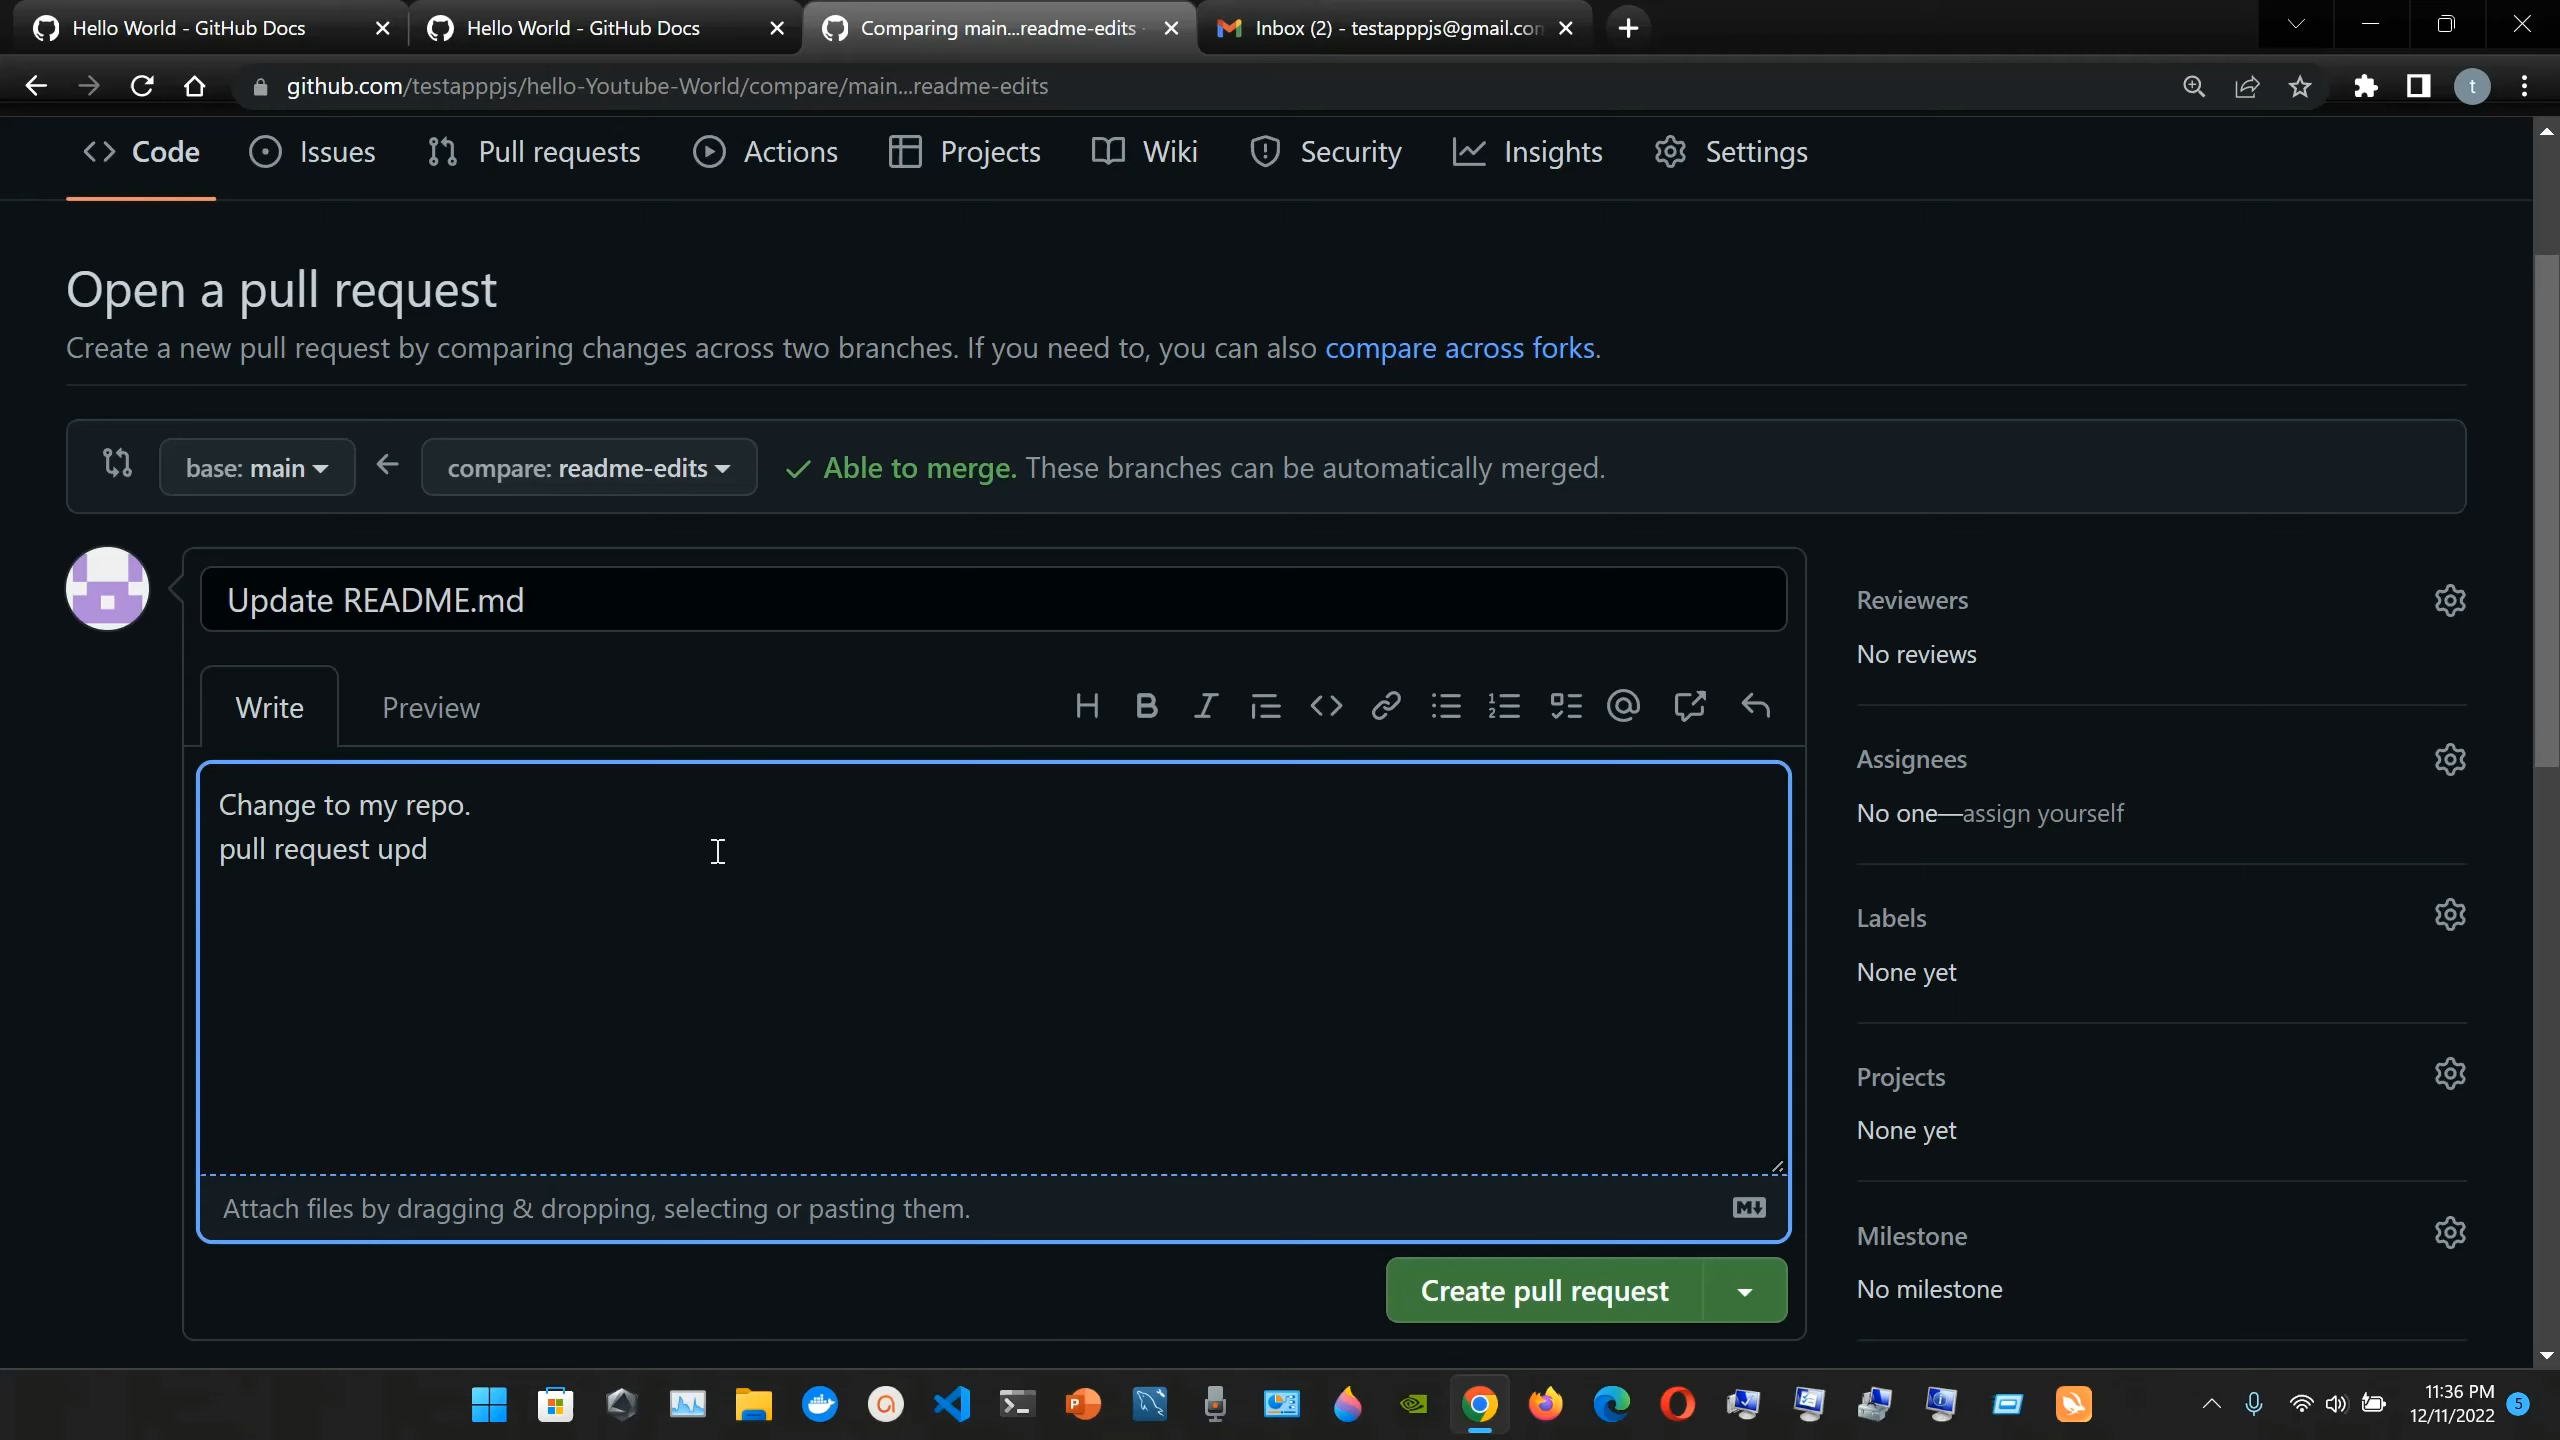 Hello World - GitHub Docs
Hello World - GitHub Docs
Comparing main...readme-edits
Inbox (2) - testapppjs@gmail.con
github.com/testapppjs/hello-Youtube-World/compare/main...readme-edits
t
Code
Issues
Pull requests
Actions
Projects
Wiki
Security
Insights
Settings
Open a pull request
Create a new pull request by comparing changes across two branches. If you need to, you can also compare across forks.
base: main
compare: readme-edits
Able to merge. These branches can be automatically merged.
Update README.md
Write
Preview
Change to my repo.
pull request upd
Attach files by dragging & dropping, selecting or pasting them.
Create pull request
Reviewers
No reviews
Assignees
No one—assign yourself
Labels
None yet
Projects
None yet
Milestone
No milestone
11:36 PM
12/11/2022
5